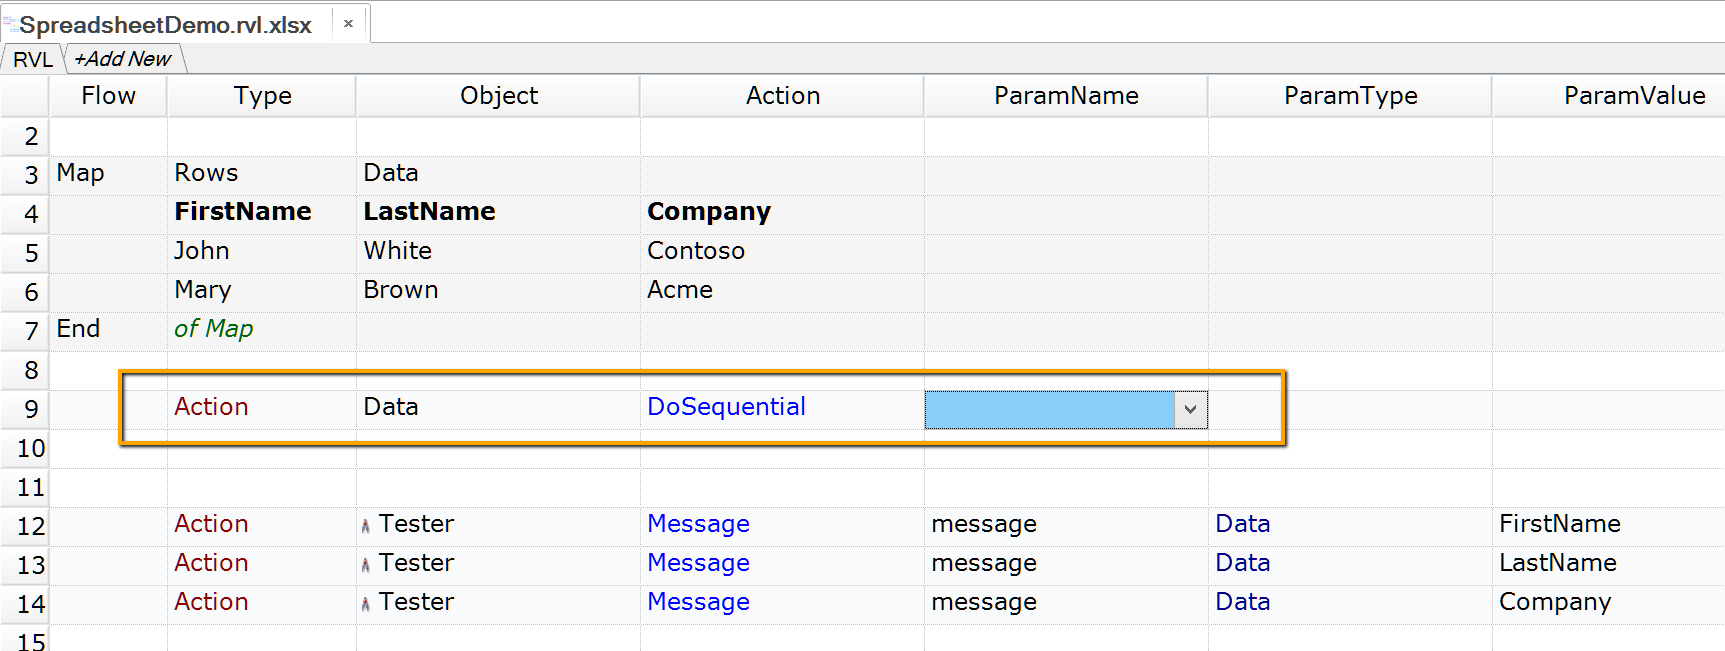 SpreadsheetDemo.rvl.xlsx ×
RVL +Add New
Flow Type Object Action ParamName ParamType ParamValue
2
3 Map Rows Data
4 FirstName LastName Company
5 John White Contoso
6 Mary Brown Acme
7 End of Map
8
9 Action Data DoSequential
10
11
12 Action Tester Message message Data FirstName
13 Action Tester Message message Data LastName
14 Action Tester Message message Data Company
15